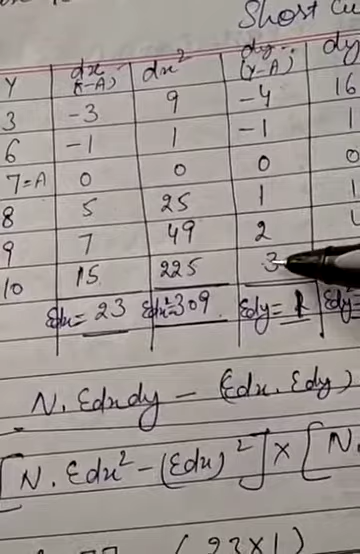 Short Cu
Y dx (X-A) dx² dy (Y-A) dy
3 -3 9 -4 16
6 -1 1 -1 1
7=A 0 0 0 0
8 5 25 1 1
9 7 49 2
10 15 225 3
Σdx = 23 Σdx²=309 Σdy = 1 Σdy²=
N. Σdxdy - (Σdx. Σdy)
[N. Σdx² - (Σdx)²] × [N.
(23×1)